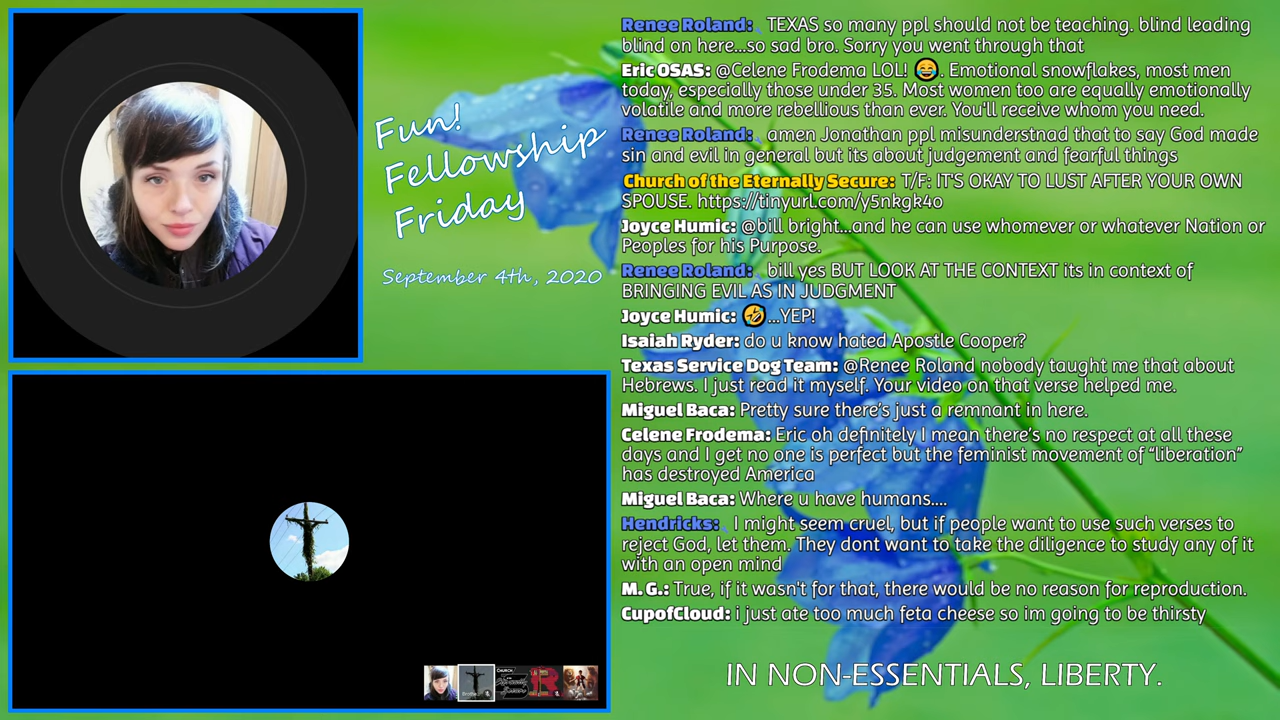 Fun!
Fellowship
Friday
September 4th, 2020
Renee Roland: TEXAS so many ppl should not be teaching. blind leading
blind on here...so sad bro. Sorry you went through that
Eric OSAS: @Celene Frodema LOL! 😂. Emotional snowflakes, most men
today, especially those under 35. Most women too are equally emotionally
volatile and more rebellious than ever. You'll receive whom you need.
Renee Roland: amen Jonathan ppl misunderstnad that to say God made
sin and evil in general but its about judgement and fearful things
Church of the Eternally Secure: T/F: IT'S OKAY TO LUST AFTER YOUR OWN
SPOUSE. https://tinyurl.com/y5nkgk4o
Joyce Humic: @bill bright...and he can use whomever or whatever Nation or
Peoples for his Purpose.
Renee Roland: bill yes BUT LOOK AT THE CONTEXT its in context of
BRINGING EVIL AS IN JUDGMENT
Joyce Humic: 🤣...YEP!
Isaiah Ryder: do u know hated Apostle Cooper?
Texas Service Dog Team: @Renee Roland nobody taught me that about
Hebrews. I just read it myself. Your video on that verse helped me.
Miguel Baca: Pretty sure there's just a remnant in here.
Celene Frodema: Eric oh definitely I mean there's no respect at all these
days and I get no one is perfect but the feminist movement of “liberation”
has destroyed America
Miguel Baca: Where u have humans....
Hendricks: I might seem cruel, but if people want to use such verses to
reject God, let them. They dont want to take the diligence to study any of it
with an open mind
M. G.: True, if it wasn't for that, there would be no reason for reproduction.
CupofCloud: i just ate too much feta cheese so im going to be thirsty
IN NON-ESSENTIALS, LIBERTY.